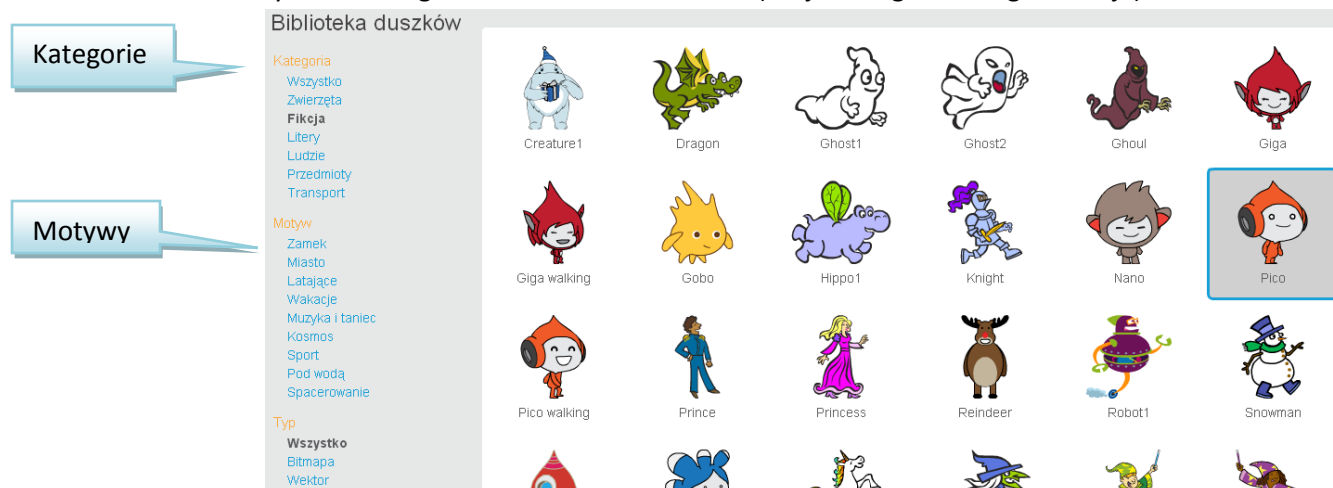 Biblioteka duszków
Kategorie
Kategoria
Wszystko
Zwierzęta
Fikcja
Litery
Ludzie
Przedmioty
Transport
Motywy
Motyw
Zamek
Miasto
Latające
Wakacje
Muzyka i taniec
Kosmos
Sport
Pod wodą
Spacerowanie
Typ
Wszystko
Bitmapa
Wektor
Creature1 Dragon Ghost1 Ghost2 Ghoul Giga
Giga walking Gobo Hippo1 Knight Nano Pico
Pico walking Prince Princess Reindeer Robot1 Snowman